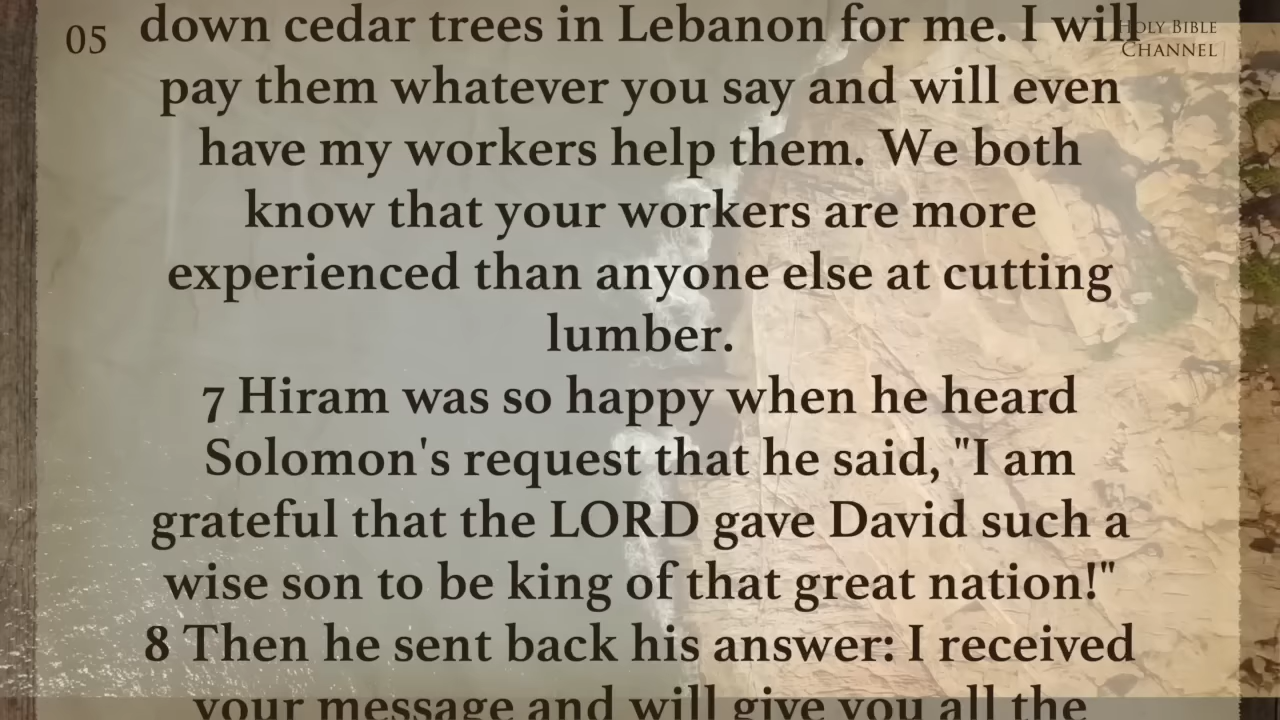 05
down cedar trees in Lebanon for me. I will
HOLY BIBLE
CHANNEL
pay them whatever you say and will even
have my workers help them. We both
know that your workers are more
experienced than anyone else at cutting
lumber.
7 Hiram was so happy when he heard
Solomon's request that he said, "I am
grateful that the LORD gave David such a
wise son to be king of that great nation!"
8 Then he sent back his answer: I received
your message and will give you all the